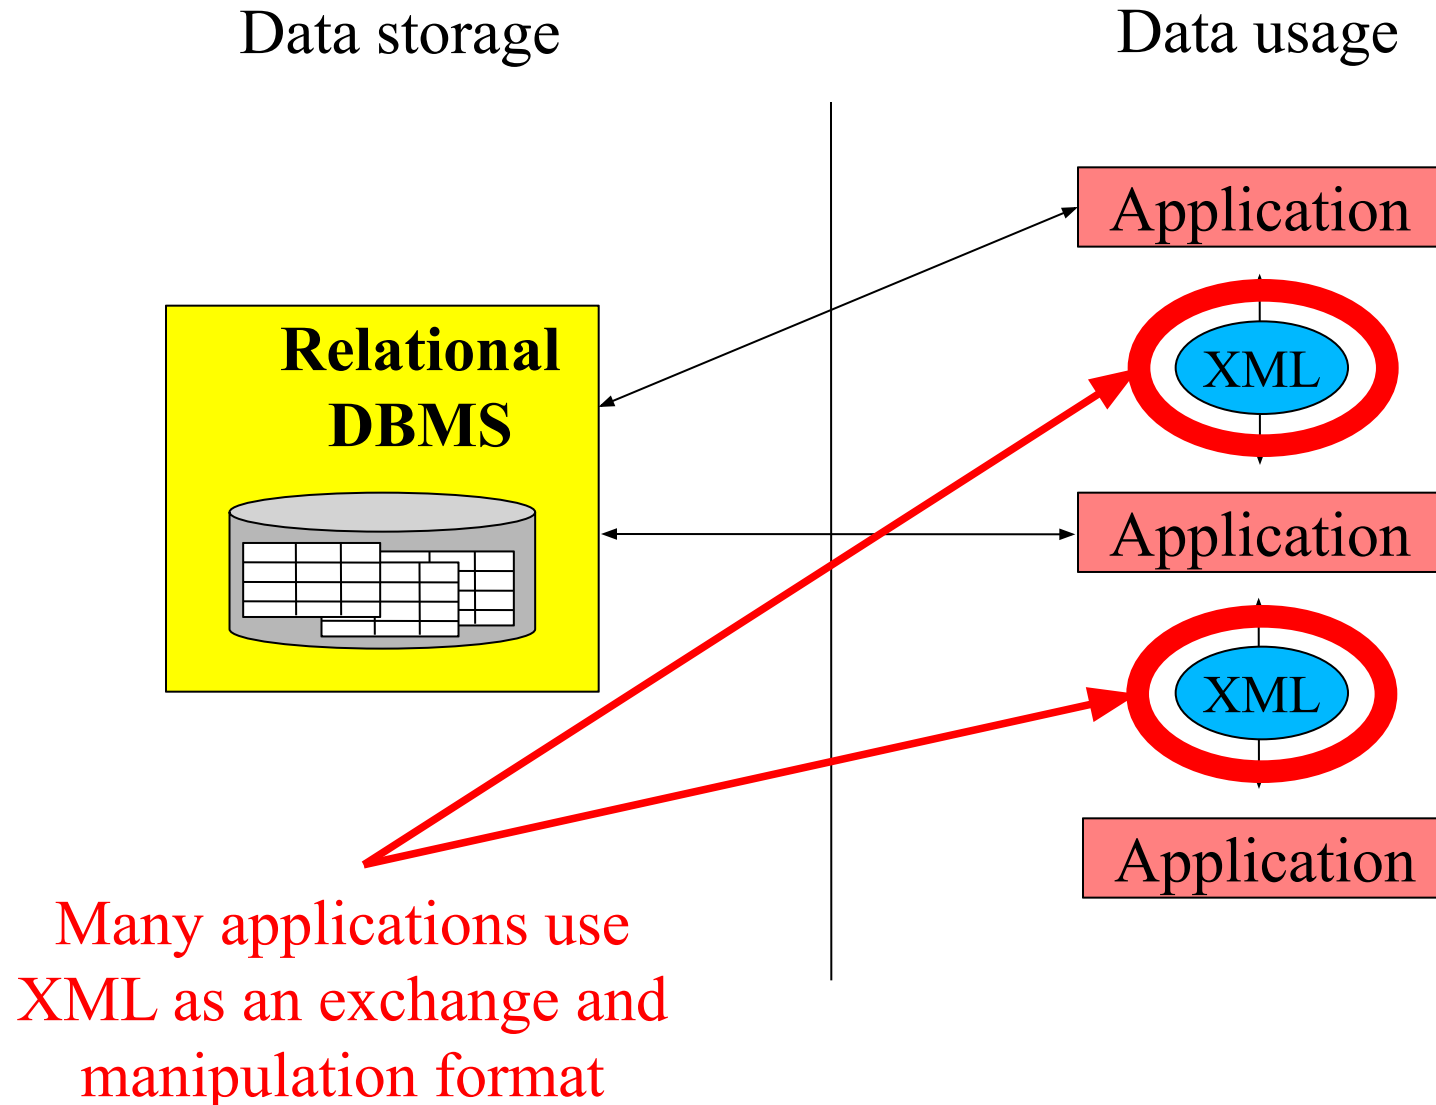 Data storage
Data usage
Application
Relational
DBMS
XML
Application
XML
Application
Many applications use
XML as an exchange and
manipulation format